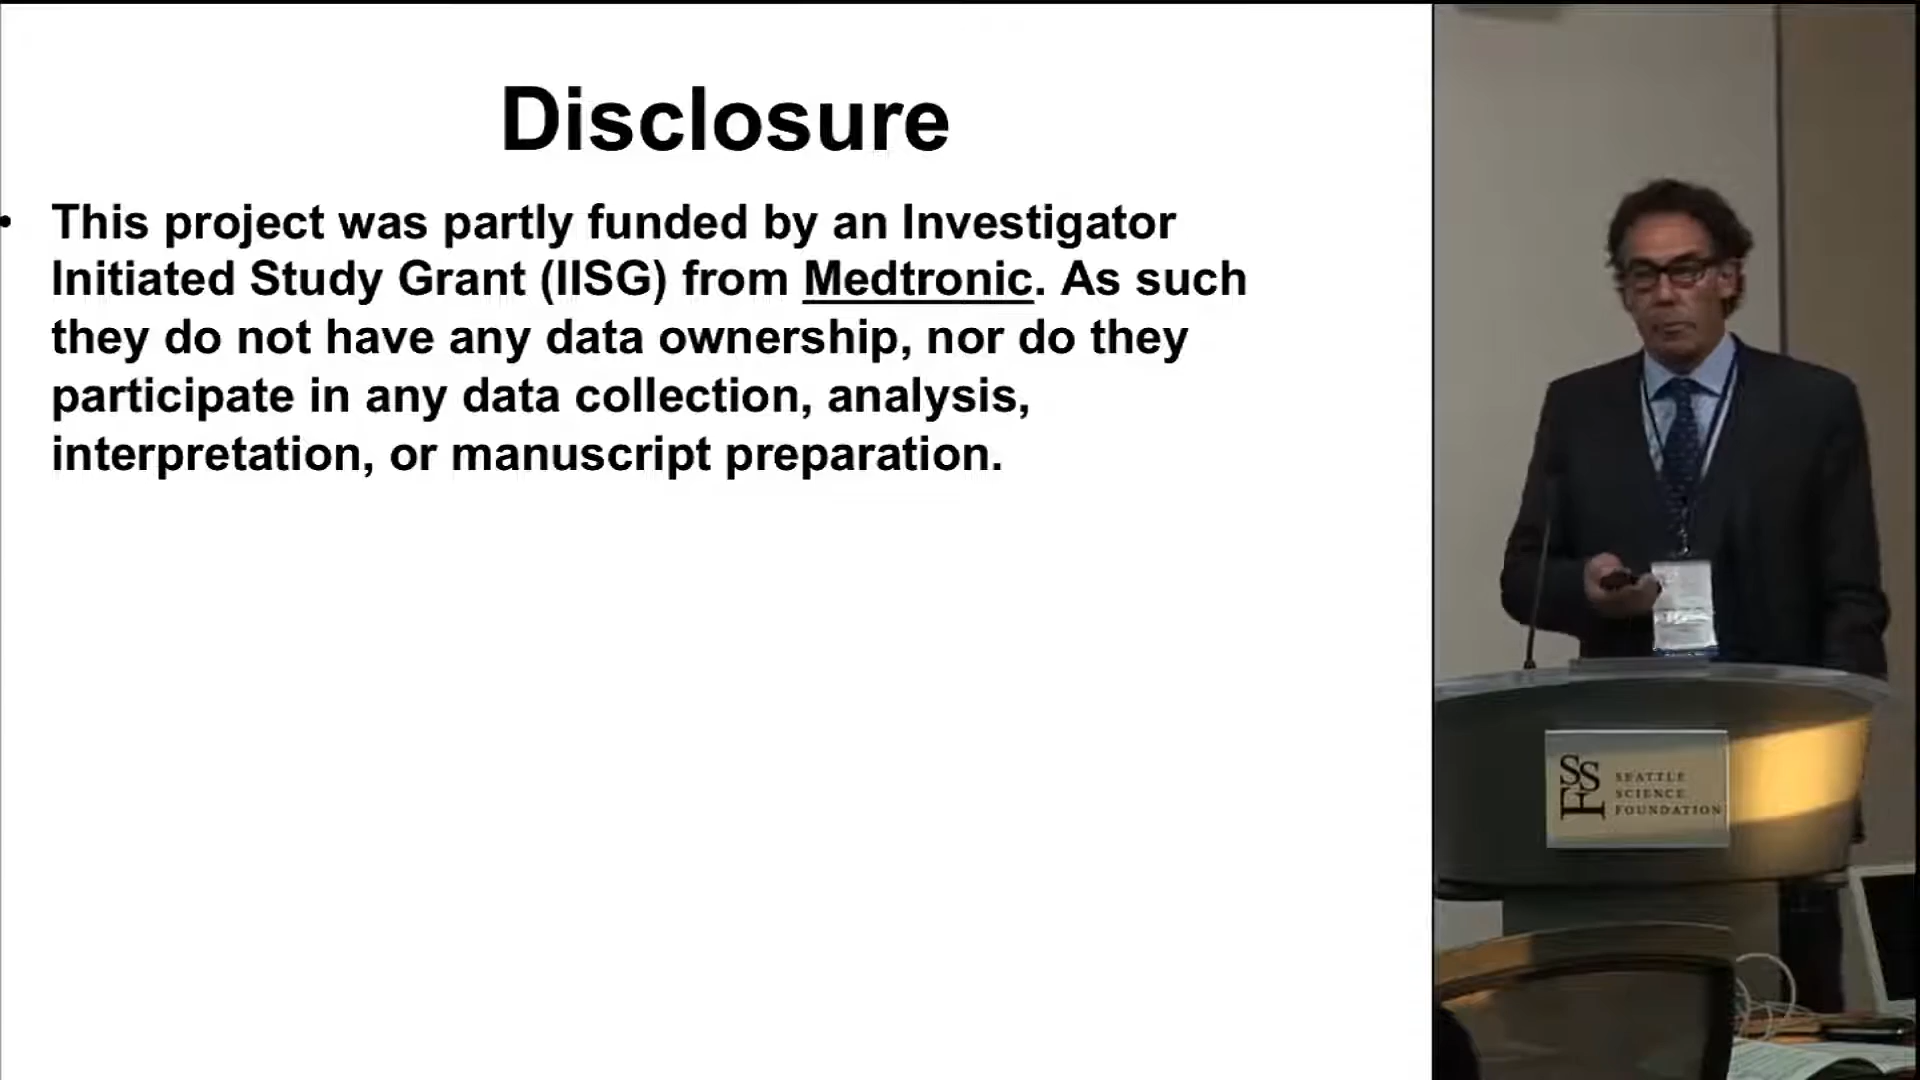 Disclosure
• This project was partly funded by an Investigator
Initiated Study Grant (IISG) from Medtronic. As such
they do not have any data ownership, nor do they
participate in any data collection, analysis,
interpretation, or manuscript preparation.
SSF
SEATTLE
SCIENCE
FOUNDATION